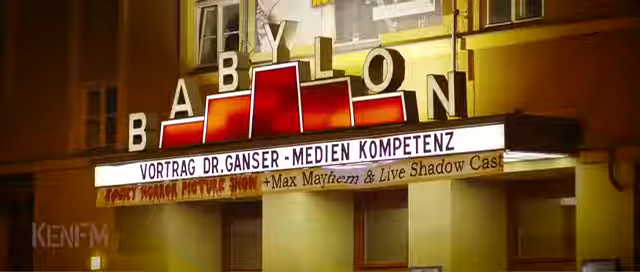 BABYLON
VORTRAG DR.GANSER - MEDIEN KOMPETENZ
ROCKY HORROR PICTURE SHOW +Max Mayhem & Live Shadow Cast
KENFM